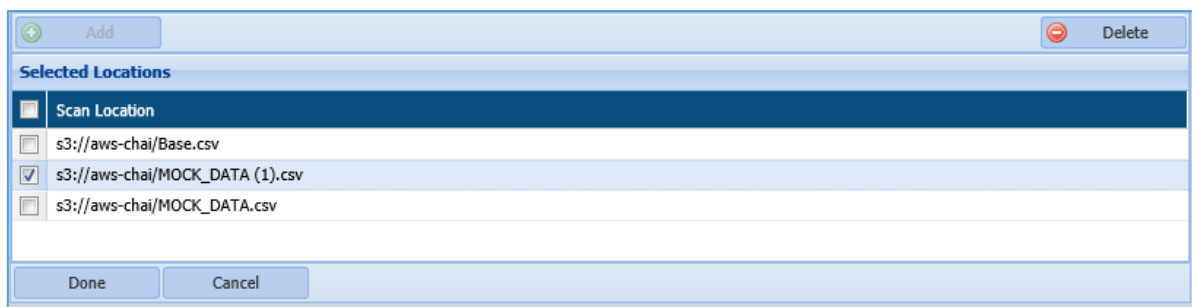 Add Delete
Selected Locations
Scan Location
s3://aws-chai/Base.csv
s3://aws-chai/MOCK_DATA (1).csv
s3://aws-chai/MOCK_DATA.csv
Done Cancel